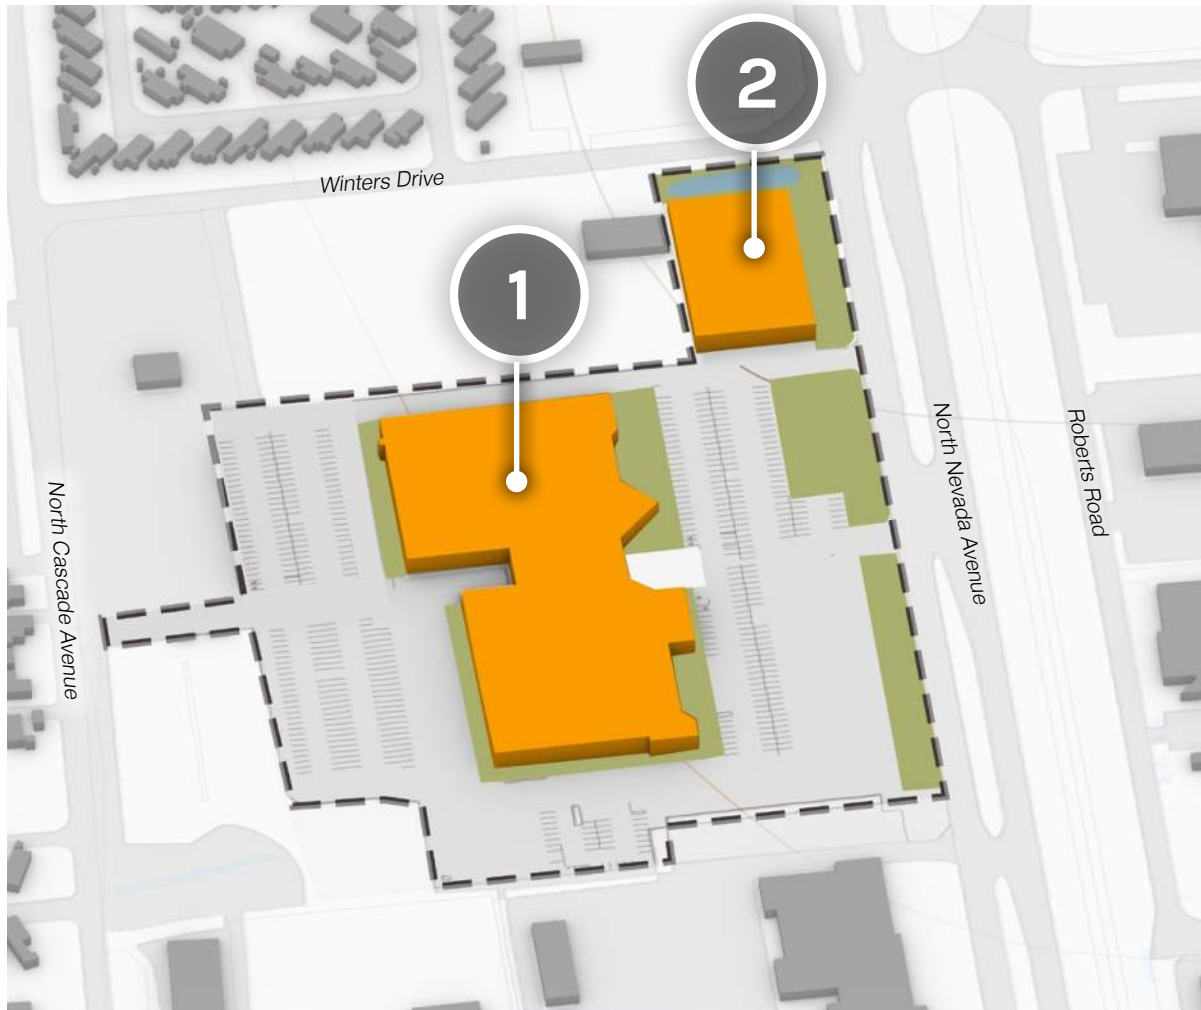 2
Winters Drive
1
North Cascade Avenue
North Nevada Avenue
Roberts Road